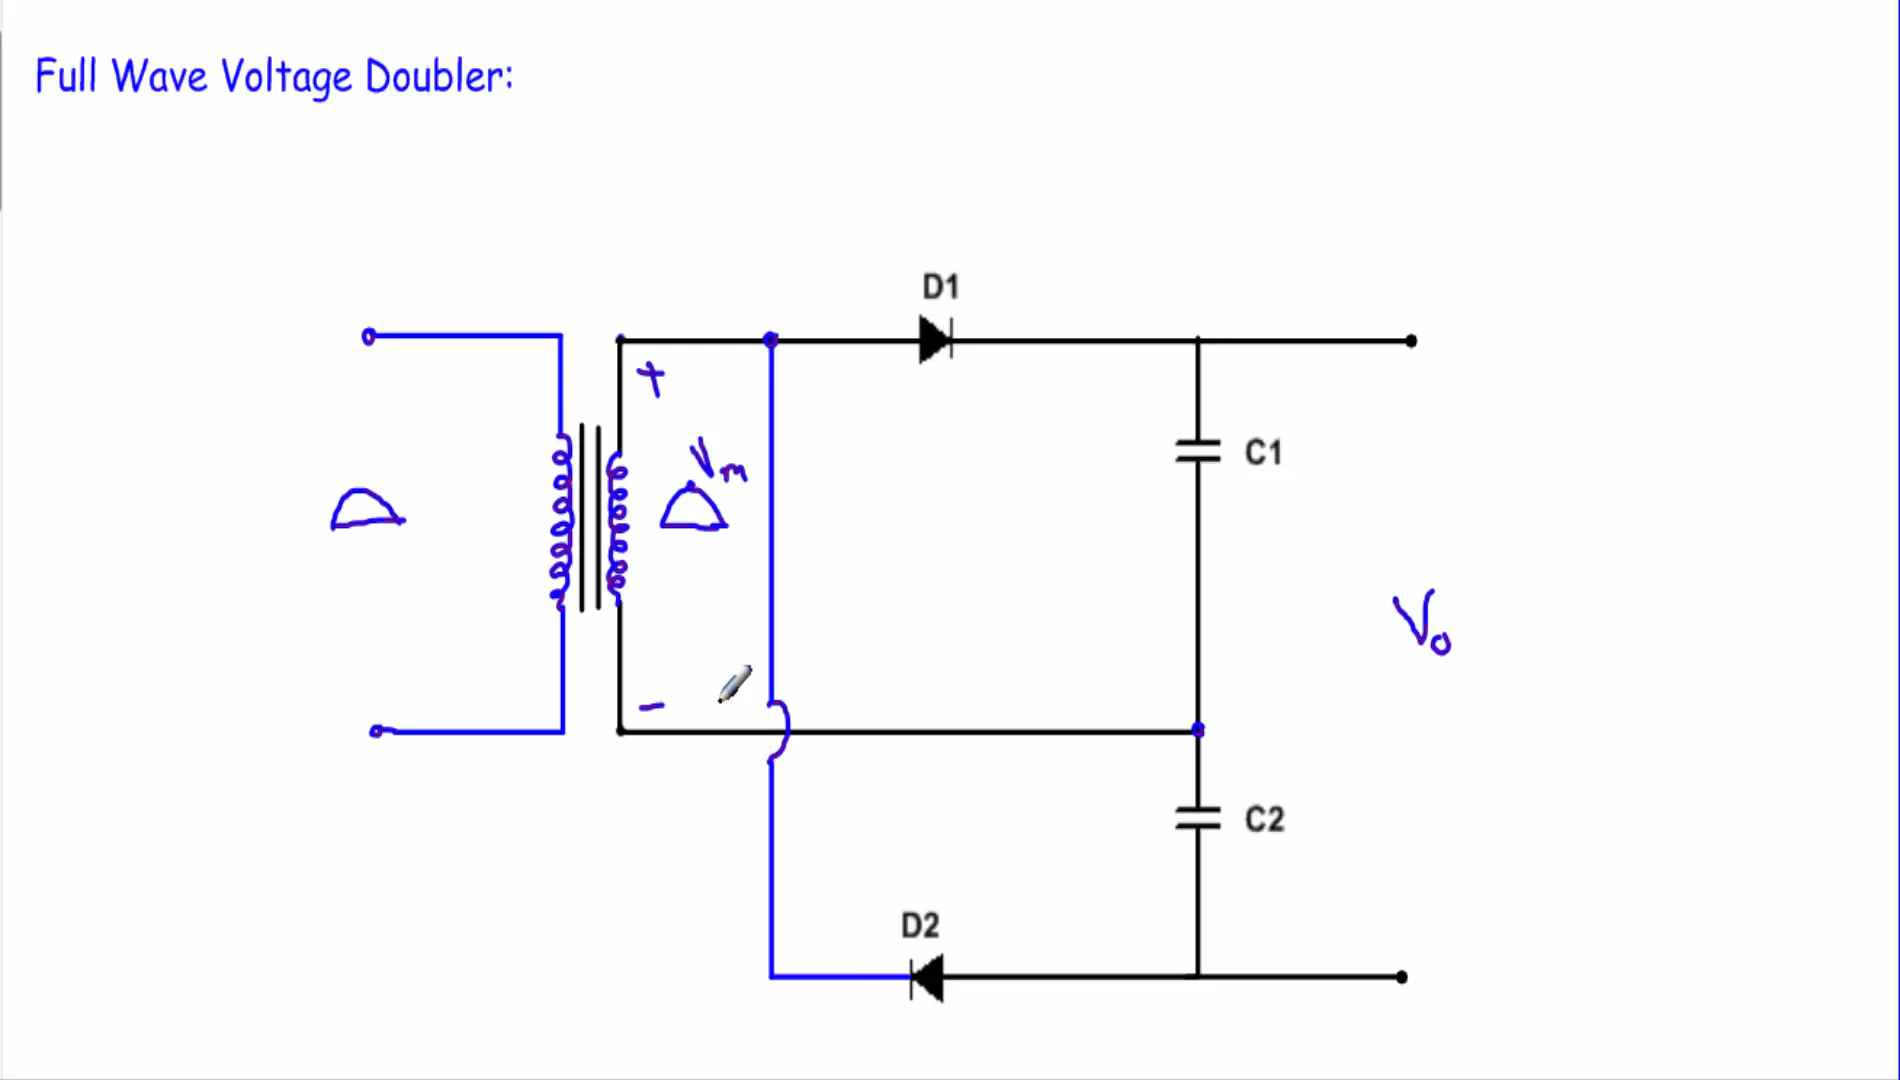 Full Wave Voltage Doubler:
D1
+
Vm
C1
Vo
−
C2
D2